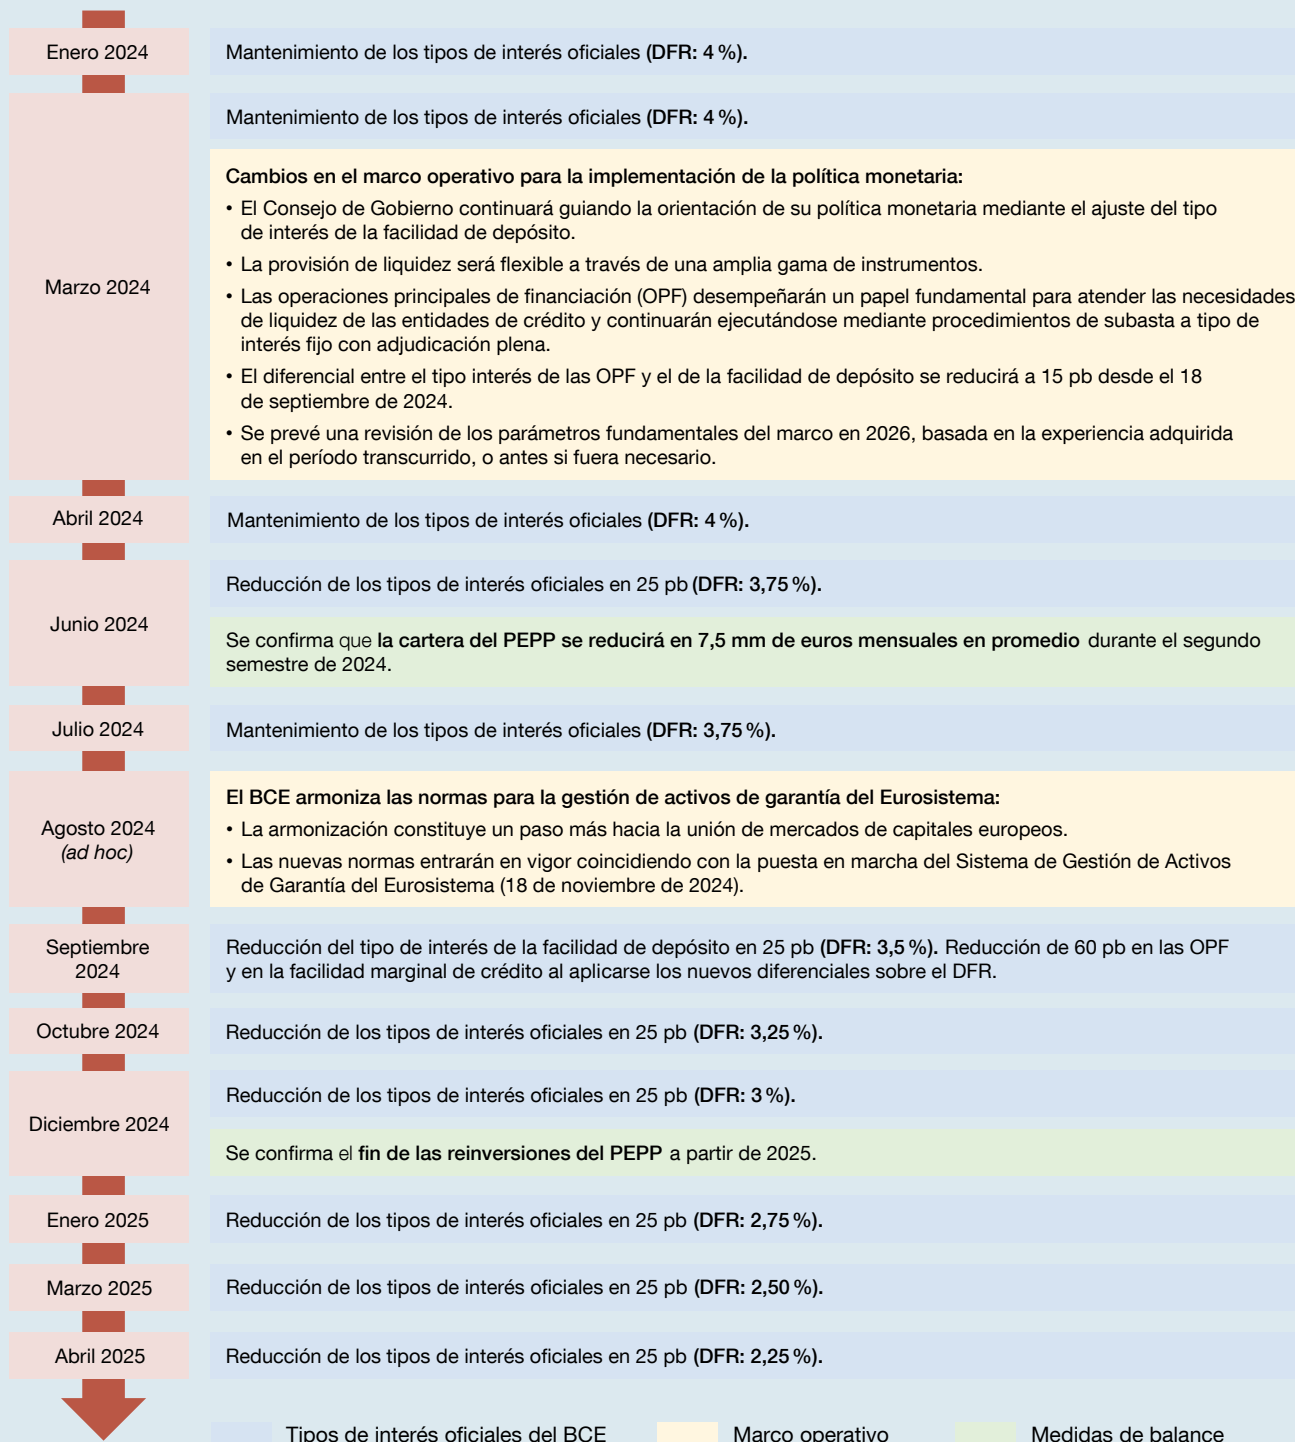 Enero 2024
Mantenimiento de los tipos de interés oficiales (DFR: 4 %).
Marzo 2024
Mantenimiento de los tipos de interés oficiales (DFR: 4 %).
Cambios en el marco operativo para la implementación de la política monetaria:
• El Consejo de Gobierno continuará guiando la orientación de su política monetaria mediante el ajuste del tipo
de interés de la facilidad de depósito.
• La provisión de liquidez será flexible a través de una amplia gama de instrumentos.
• Las operaciones principales de financiación (OPF) desempeñarán un papel fundamental para atender las necesidades
de liquidez de las entidades de crédito y continuarán ejecutándose mediante procedimientos de subasta a tipo de
interés fijo con adjudicación plena.
• El diferencial entre el tipo interés de las OPF y el de la facilidad de depósito se reducirá a 15 pb desde el 18
de septiembre de 2024.
• Se prevé una revisión de los parámetros fundamentales del marco en 2026, basada en la experiencia adquirida
en el período transcurrido, o antes si fuera necesario.
Abril 2024
Mantenimiento de los tipos de interés oficiales (DFR: 4 %).
Junio 2024
Reducción de los tipos de interés oficiales en 25 pb (DFR: 3,75 %).
Se confirma que la cartera del PEPP se reducirá en 7,5 mm de euros mensuales en promedio durante el segundo
semestre de 2024.
Julio 2024
Mantenimiento de los tipos de interés oficiales (DFR: 3,75 %).
Agosto 2024
(ad hoc)
El BCE armoniza las normas para la gestión de activos de garantía del Eurosistema:
• La armonización constituye un paso más hacia la unión de mercados de capitales europeos.
• Las nuevas normas entrarán en vigor coincidiendo con la puesta en marcha del Sistema de Gestión de Activos
de Garantía del Eurosistema (18 de noviembre de 2024).
Septiembre
2024
Reducción del tipo de interés de la facilidad de depósito en 25 pb (DFR: 3,5 %). Reducción de 60 pb en las OPF
y en la facilidad marginal de crédito al aplicarse los nuevos diferenciales sobre el DFR.
Octubre 2024
Reducción de los tipos de interés oficiales en 25 pb (DFR: 3,25 %).
Diciembre 2024
Reducción de los tipos de interés oficiales en 25 pb (DFR: 3 %).
Se confirma el fin de las reinversiones del PEPP a partir de 2025.
Enero 2025
Reducción de los tipos de interés oficiales en 25 pb (DFR: 2,75 %).
Marzo 2025
Reducción de los tipos de interés oficiales en 25 pb (DFR: 2,50 %).
Abril 2025
Reducción de los tipos de interés oficiales en 25 pb (DFR: 2,25 %).
Tipos de interés oficiales del BCE
Marco operativo
Medidas de balance